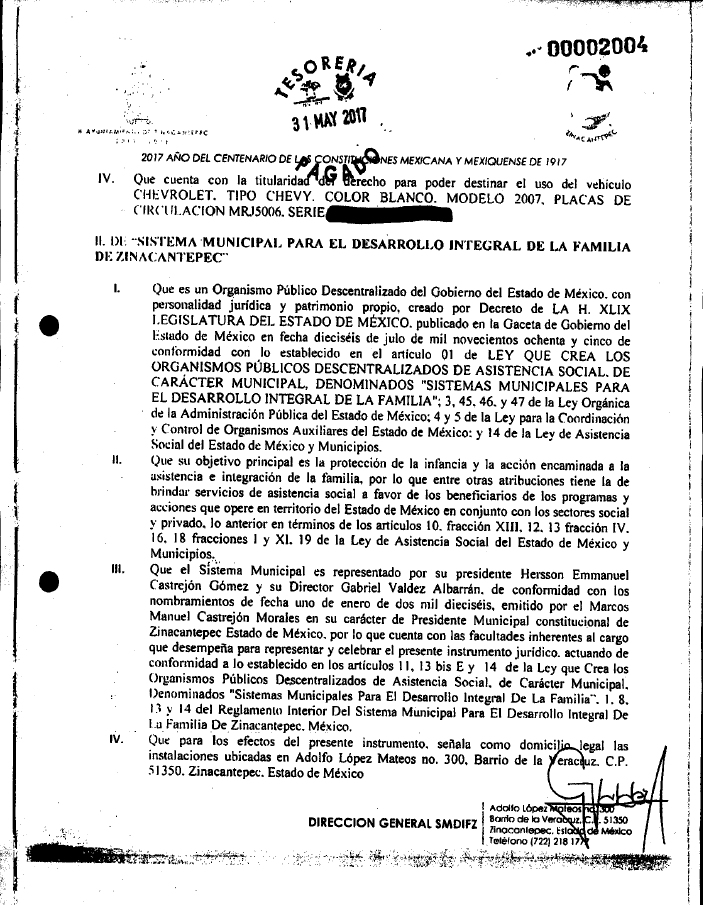 00002004
TESORERIA
31 MAY 2017
PAGADO
H. AYUNTAMIENTO DE ZINACANTEPEC
ZINACANTEPEC
2017 AÑO DEL CENTENARIO DE LAS CONSTITUCIONES MEXICANA Y MEXIQUENSE DE 1917
IV. Que cuenta con la titularidad del derecho para poder destinar el uso del vehículo
CHEVROLET. TIPO CHEVY. COLOR BLANCO. MODELO 2007. PLACAS DE
CIRCULACION MRJ5006. SERIE
II. DE "SISTEMA MUNICIPAL PARA EL DESARROLLO INTEGRAL DE LA FAMILIA
DE ZINACANTEPEC"
I. Que es un Organismo Público Descentralizado del Gobierno del Estado de México. con
personalidad jurídica y patrimonio propio, creado por Decreto de LA H. XLIX
LEGISLATURA DEL ESTADO DE MÉXICO. publicado en la Gaceta de Gobierno del
Estado de México en fecha dieciséis de julo de mil novecientos ochenta y cinco de
conformidad con lo establecido en el artículo 01 de LEY QUE CREA LOS
ORGANISMOS PÚBLICOS DESCENTRALIZADOS DE ASISTENCIA SOCIAL. DE
CARÁCTER MUNICIPAL, DENOMINADOS "SISTEMAS MUNICIPALES PARA
EL DESARROLLO INTEGRAL DE LA FAMILIA"; 3, 45, 46, y 47 de la Ley Orgánica
de la Administración Pública del Estado de México; 4 y 5 de la Ley para la Coordinación
y Control de Organismos Auxiliares del Estado de México: y 14 de la Ley de Asistencia
Social del Estado de México y Municipios.
II. Que su objetivo principal es la protección de la infancia y la acción encaminada a la
asistencia e integración de la familia, por lo que entre otras atribuciones tiene la de
brindar servicios de asistencia social a favor de los beneficiarios de los programas y
acciones que opere en territorio del Estado de México en conjunto con los sectores social
y privado. lo anterior en términos de los artículos 10. fracción XIII. 12. 13 fracción IV.
16. 18 fracciones I y XI. 19 de la Ley de Asistencia Social del Estado de México y
Municipios.
III. Que el Sistema Municipal es representado por su presidente Hersson Emmanuel
Castrejón Gómez y su Director Gabriel Valdez Albarrán. de conformidad con los
nombramientos de fecha uno de enero de dos mil dieciséis, emitido por el Marcos
Manuel Castrejón Morales en su carácter de Presidente Municipal constitucional de
Zinacantepec Estado de México. por lo que cuenta con las facultades inherentes al cargo
que desempeña para representar y celebrar el presente instrumento jurídico. actuando de
conformidad a lo establecido en los artículos 11, 13 bis E y 14 de la Ley que Crea los
Organismos Públicos Descentralizados de Asistencia Social. de Carácter Municipal.
Denominados "Sistemas Municipales Para El Desarrollo Integral De La Familia". 1. 8.
13 y 14 del Reglamento Interior Del Sistema Municipal Para El Desarrollo Integral De
La Familia De Zinacantepec. México.
IV. Que para los efectos del presente instrumento. señala como domicilio legal las
instalaciones ubicadas en Adolfo López Mateos no. 300. Barrio de la Veracruz. C.P.
51350. Zinacantepec. Estado de México
DIRECCION GENERAL SMDIFZ
Adolfo López Mateos no. 300
Barrio de la Veracruz. C.P. 51350
Zinacantepec. Estado de México
Teléfono (722) 218 177